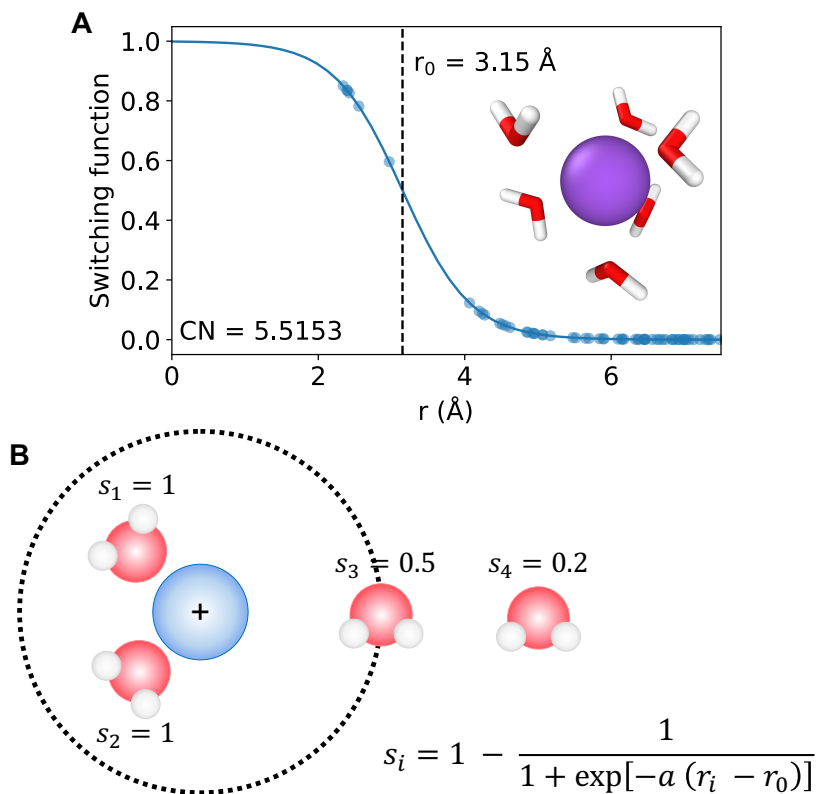 A
1.0
0.8
0.6
0.4
0.2
0.0
Switching function
r₀ = 3.15 Å
CN = 5.5153
0 2 4 6
r (Å)
B
s₁ = 1
s₃ = 0.5 s₄ = 0.2
+
s₂ = 1
sᵢ = 1 − 1 / (1 + exp[−a (rᵢ − r₀)])